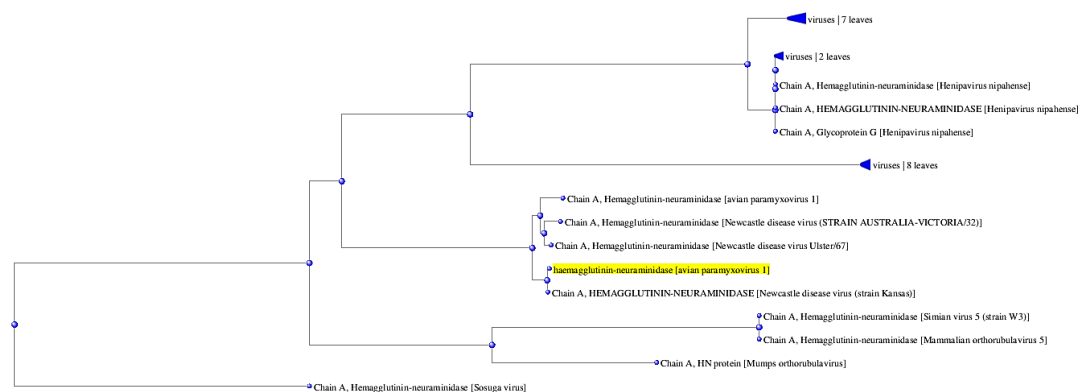 viruses | 7 leaves
viruses | 2 leaves
Chain A, Hemagglutinin-neuraminidase [Henipavirus nipahense]
Chain A, HEMAGGLUTININ-NEURAMINIDASE [Henipavirus nipahense]
Chain A, Glycoprotein G [Henipavirus nipahense]
viruses | 8 leaves
Chain A, Hemagglutinin-neuraminidase [avian paramyxovirus 1]
Chain A, Hemagglutinin-neuraminidase [Newcastle disease virus (STRAIN AUSTRALIA-VICTORIA/32)]
Chain A, Hemagglutinin-neuraminidase [Newcastle disease virus Ulster/67]
haemagglutinin-neuraminidase [avian paramyxovirus 1]
Chain A, HEMAGGLUTININ-NEURAMINIDASE [Newcastle disease virus (strain Kansas)]
Chain A, Hemagglutinin-neuraminidase [Simian virus 5 (strain W3)]
Chain A, Hemagglutinin-neuraminidase [Mammalian orthorubulavirus 5]
Chain A, HN protein [Mumps orthorubulavirus]
Chain A, Hemagglutinin-neuraminidase [Sosuga virus]